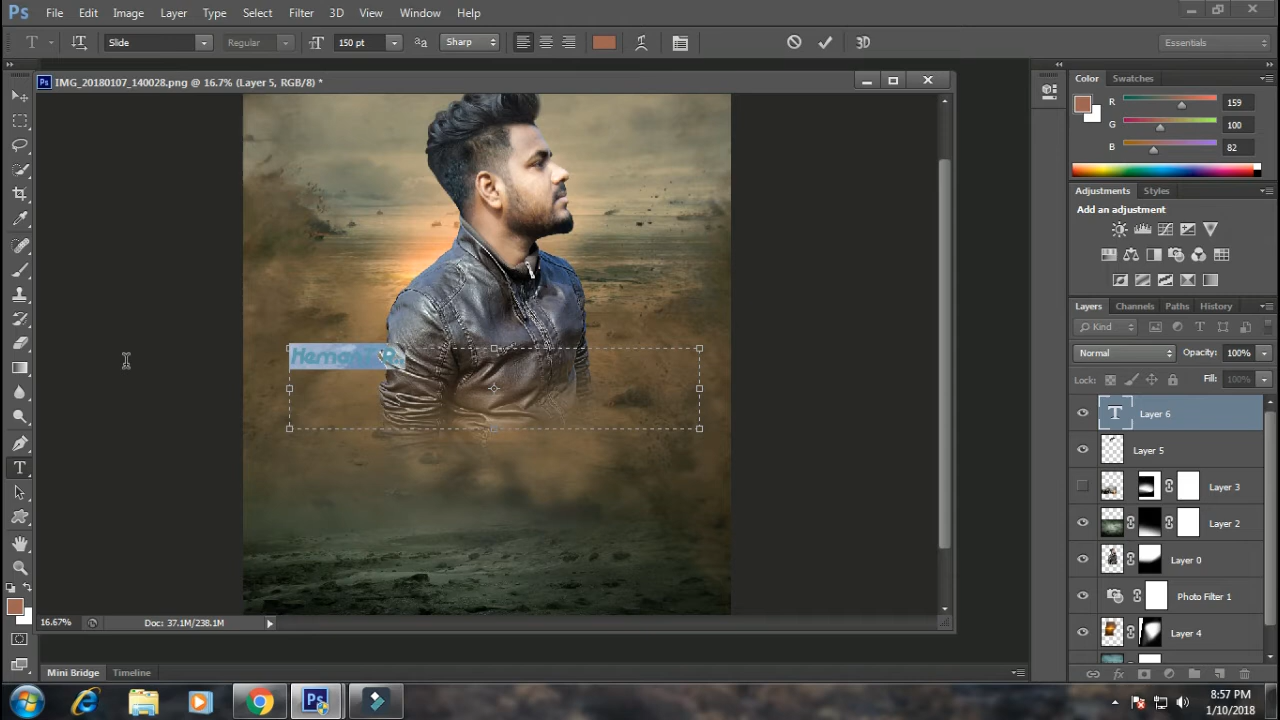 Ps File Edit Image Layer Type Select Filter 3D View Window Help
T Slide Regular 150 pt aa Sharp 3D Essentials
Ps IMG_20180107_140028.png @ 16.7% (Layer 5, RGB/8) *
Color Swatches
R 159
G 100
B 82
Adjustments Styles
Add an adjustment
Layers Channels Paths History
Kind
Normal Opacity: 100%
Lock: Fill: 100%
T Layer 6
Layer 5
Layer 3
Layer 2
Layer 0
Photo Filter 1
Layer 4
16.67% Doc: 37.1M/238.1M
Mini Bridge Timeline
Ps 8:57 PM
1/10/2018